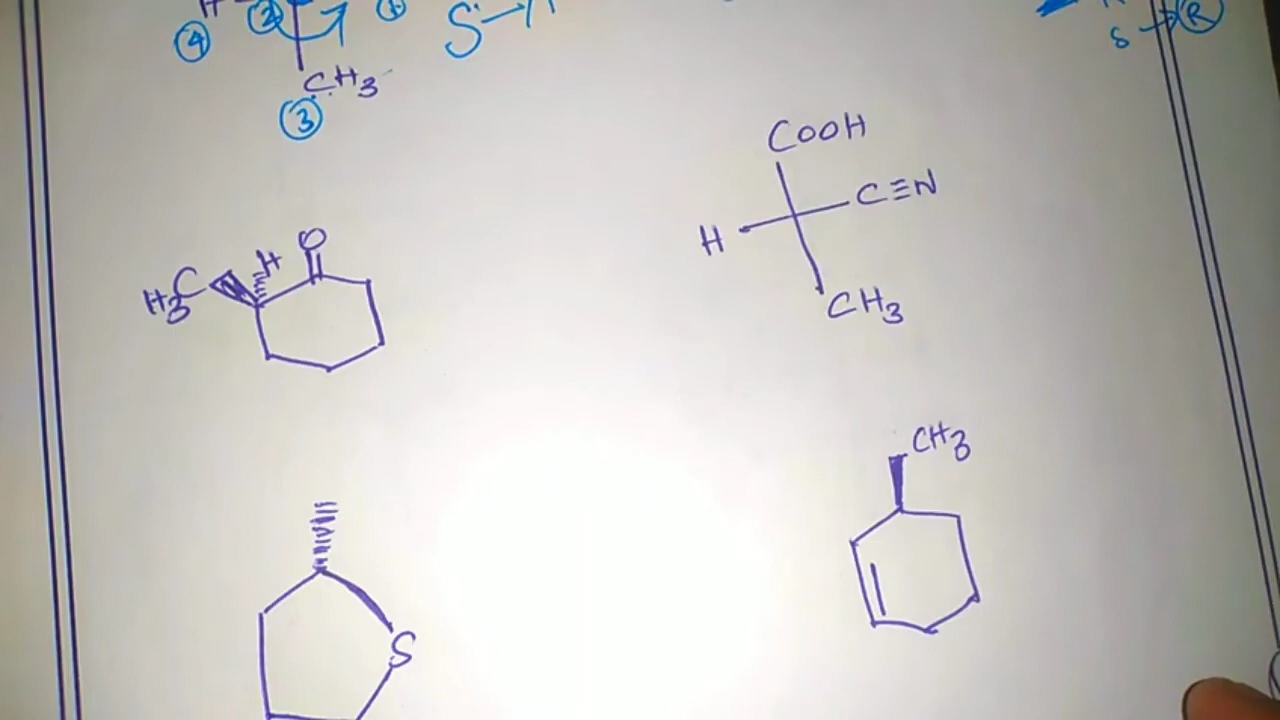 ④ ② ①
S→
S→Ⓡ
CH3
③
COOH
H C≡N
CH3
O
H
H3C
CH3
S